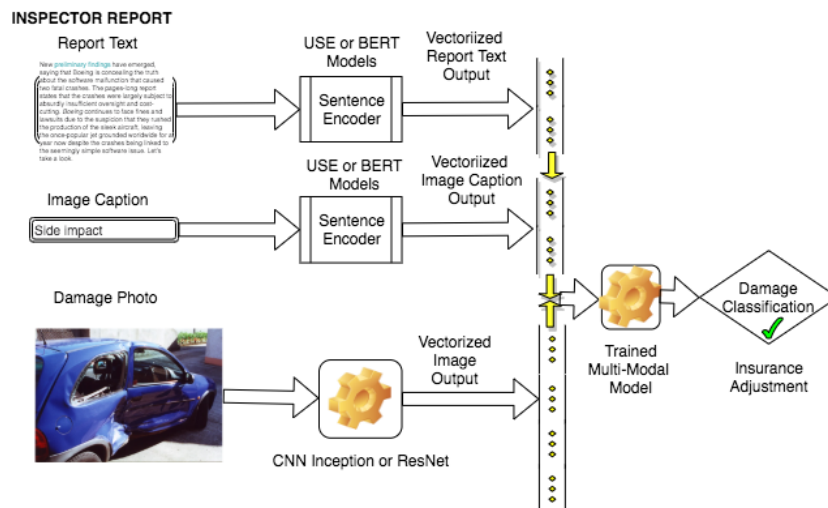 INSPECTOR REPORT
Report Text
New preliminary findings have emerged,
saying that Boeing is concealing the truth
about the software malfunction that caused
two fatal crashes. The pages-long report
states that the crashes were largely subject to
absurdly insufficient oversight and cost-
cutting. Boeing continues to face fines and
lawsuits due to the suspicion that they rushed
the production of the sleek aircraft, leaving
the once-popular jet grounded worldwide for a
year now despite the crashes being linked to
the seemingly simple software issue. Let's
take a look.
USE or BERT
Models
Sentence
Encoder
Vectoriized
Report Text
Output
Image Caption
Side impact
USE or BERT
Models
Sentence
Encoder
Vectoriized
Image Caption
Output
Damage Photo
CNN Inception or ResNet
Vectorized
Image
Output
Trained
Multi-Modal
Model
Damage
Classification
Insurance
Adjustment